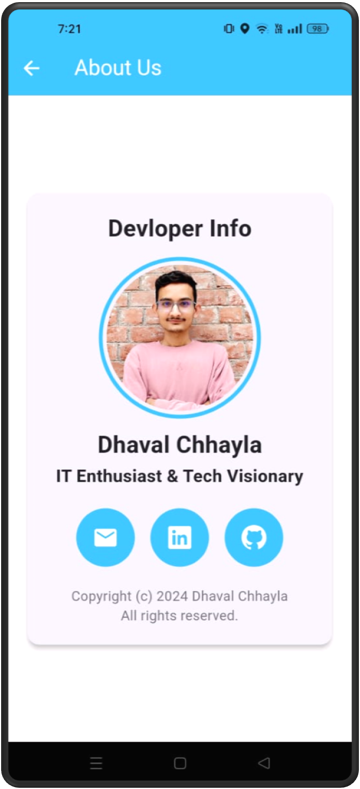 7:21
98
About Us
Devloper Info
Dhaval Chhayla
IT Enthusiast & Tech Visionary
in
Copyright (c) 2024 Dhaval Chhayla
All rights reserved.